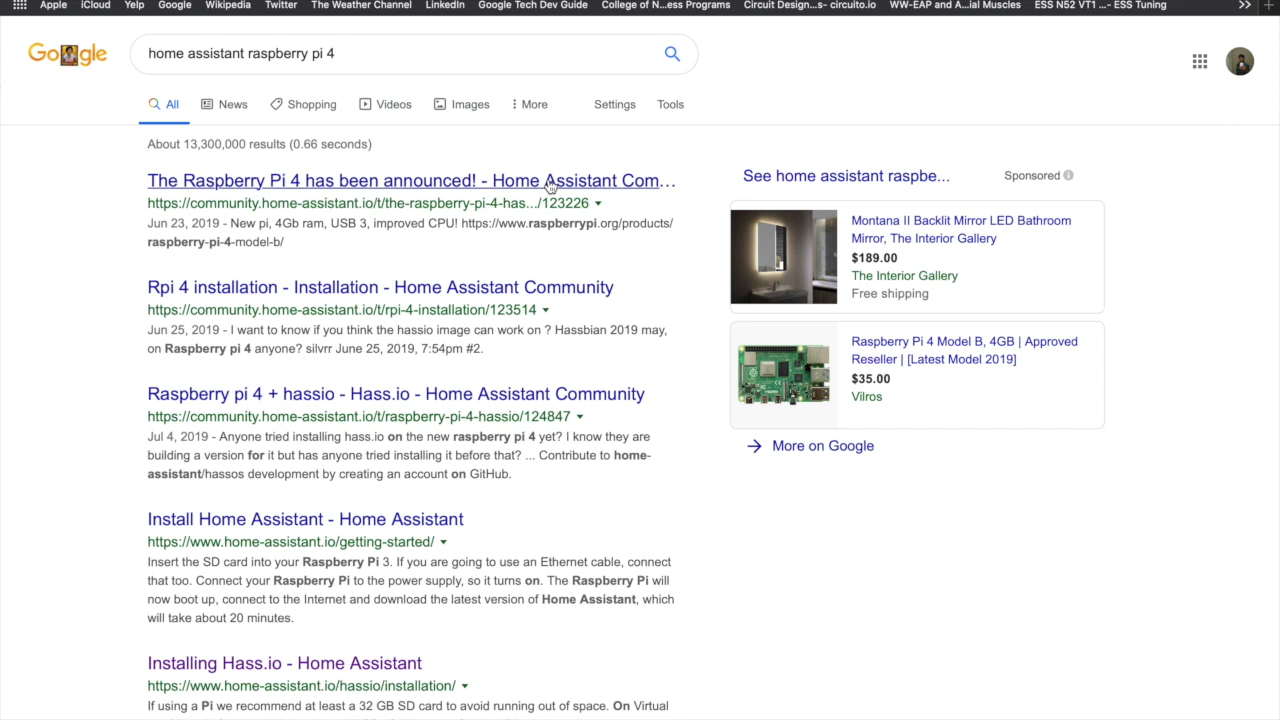 Apple iCloud Yelp Google Wikipedia Twitter The Weather Channel LinkedIn Google Tech Dev Guide College of N...ess Programs Circuit Design...s- circuito.io WW-EAP and A...ial Muscles ESS N52 VT1 ...- ESS Tuning
Google
home assistant raspberry pi 4
All News Shopping Videos Images More Settings Tools
About 13,300,000 results (0.66 seconds)
The Raspberry Pi 4 has been announced! - Home Assistant Com...
https://community.home-assistant.io/t/the-raspberry-pi-4-has.../123226
Jun 23, 2019 - New pi, 4Gb ram, USB 3, improved CPU! https://www.raspberrypi.org/products/
raspberry-pi-4-model-b/
Rpi 4 installation - Installation - Home Assistant Community
https://community.home-assistant.io/t/rpi-4-installation/123514
Jun 25, 2019 - I want to know if you think the hassio image can work on ? Hassbian 2019 may,
on Raspberry pi 4 anyone? silvrr June 25, 2019, 7:54pm #2.
Raspberry pi 4 + hassio - Hass.io - Home Assistant Community
https://community.home-assistant.io/t/raspberry-pi-4-hassio/124847
Jul 4, 2019 - Anyone tried installing hass.io on the new raspberry pi 4 yet? I know they are
building a version for it but has anyone tried installing it before that? ... Contribute to home-
assistant/hassos development by creating an account on GitHub.
Install Home Assistant - Home Assistant
https://www.home-assistant.io/getting-started/
Insert the SD card into your Raspberry Pi 3. If you are going to use an Ethernet cable, connect
that too. Connect your Raspberry Pi to the power supply, so it turns on. The Raspberry Pi will
now boot up, connect to the Internet and download the latest version of Home Assistant, which
will take about 20 minutes.
Installing Hass.io - Home Assistant
https://www.home-assistant.io/hassio/installation/
If using a Pi we recommend at least a 32 GB SD card to avoid running out of space. On Virtual
See home assistant raspbe... Sponsored
Montana II Backlit Mirror LED Bathroom
Mirror, The Interior Gallery
$189.00
The Interior Gallery
Free shipping
Raspberry Pi 4 Model B, 4GB | Approved
Reseller | [Latest Model 2019]
$35.00
Vilros
More on Google